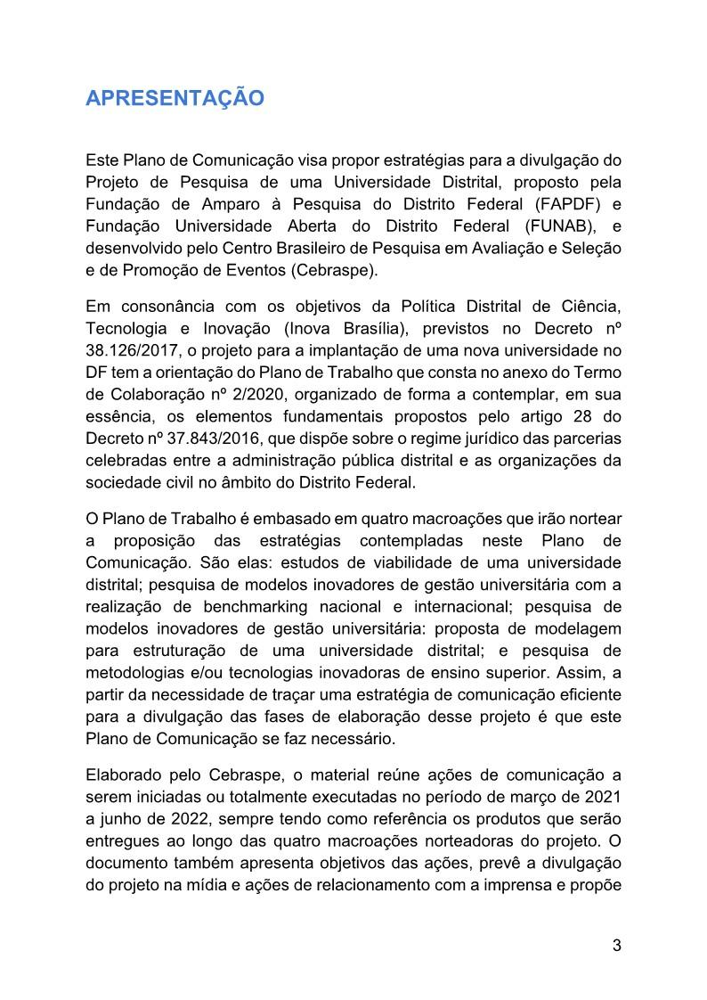 APRESENTAÇÃO
Este Plano de Comunicação visa propor estratégias para a divulgação do
Projeto de Pesquisa de uma Universidade Distrital, proposto pela
Fundação de Amparo à Pesquisa do Distrito Federal (FAPDF) e
Fundação Universidade Aberta do Distrito Federal (FUNAB), e
desenvolvido pelo Centro Brasileiro de Pesquisa em Avaliação e Seleção
e de Promoção de Eventos (Cebraspe).
Em consonância com os objetivos da Política Distrital de Ciência,
Tecnologia e Inovação (Inova Brasília), previstos no Decreto nº
38.126/2017, o projeto para a implantação de uma nova universidade no
DF tem a orientação do Plano de Trabalho que consta no anexo do Termo
de Colaboração nº 2/2020, organizado de forma a contemplar, em sua
essência, os elementos fundamentais propostos pelo artigo 28 do
Decreto nº 37.843/2016, que dispõe sobre o regime jurídico das parcerias
celebradas entre a administração pública distrital e as organizações da
sociedade civil no âmbito do Distrito Federal.
O Plano de Trabalho é embasado em quatro macroações que irão nortear
a proposição das estratégias contempladas neste Plano de
Comunicação. São elas: estudos de viabilidade de uma universidade
distrital; pesquisa de modelos inovadores de gestão universitária com a
realização de benchmarking nacional e internacional; pesquisa de
modelos inovadores de gestão universitária: proposta de modelagem
para estruturação de uma universidade distrital; e pesquisa de
metodologias e/ou tecnologias inovadoras de ensino superior. Assim, a
partir da necessidade de traçar uma estratégia de comunicação eficiente
para a divulgação das fases de elaboração desse projeto é que este
Plano de Comunicação se faz necessário.
Elaborado pelo Cebraspe, o material reúne ações de comunicação a
serem iniciadas ou totalmente executadas no período de março de 2021
a junho de 2022, sempre tendo como referência os produtos que serão
entregues ao longo das quatro macroações norteadoras do projeto. O
documento também apresenta objetivos das ações, prevê a divulgação
do projeto na mídia e ações de relacionamento com a imprensa e propõe
3